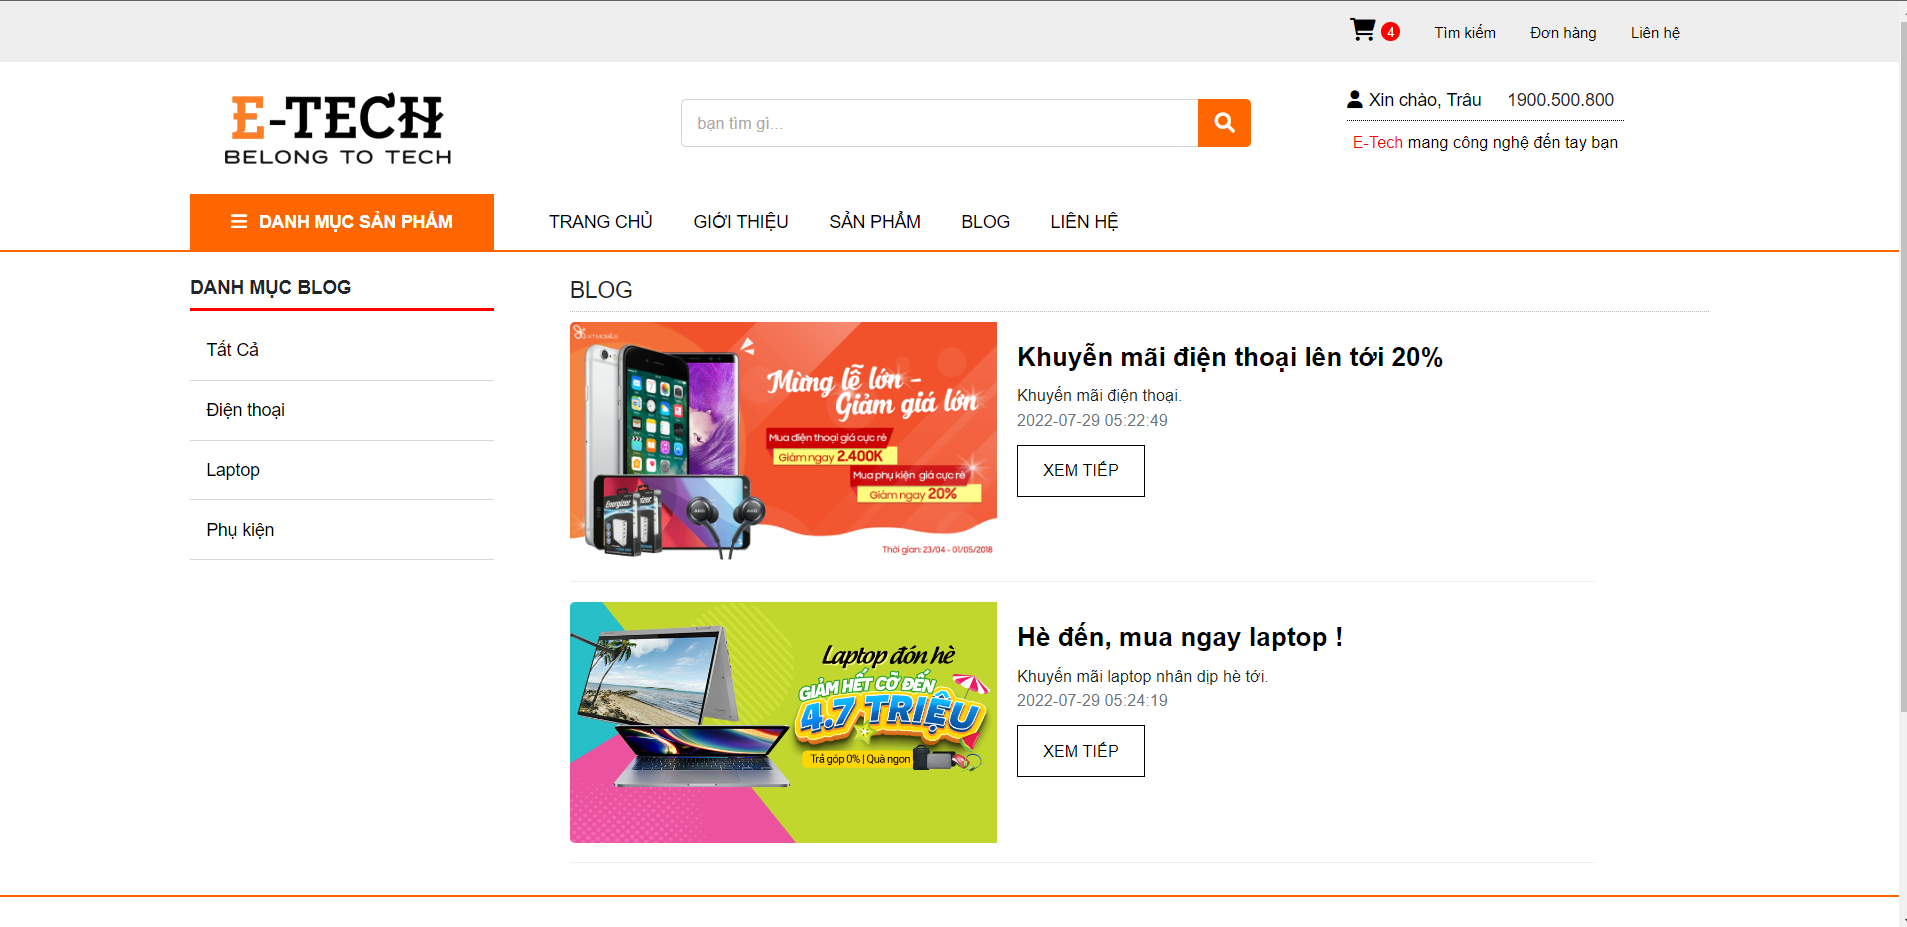 4 Tìm kiếm Đơn hàng Liên hệ
E-TECH
BELONG TO TECH
bạn tìm gì...
Xin chào, Trâu 1900.500.800
E-Tech mang công nghệ đến tay bạn
DANH MỤC SẢN PHẨM TRANG CHỦ GIỚI THIỆU SẢN PHẨM BLOG LIÊN HỆ
DANH MỤC BLOG
Tất Cả
Điện thoại
Laptop
Phụ kiện
BLOG
KTMobile
Mừng lễ lớn -
Giảm giá lớn
Mua điện thoại giá cực rẻ
Giảm ngay 2.400K
Mua phụ kiện giá cực rẻ
Giảm ngay 20%
Energizer
Energizer
AKG AKG
Thời gian: 23/04 - 01/05/2018
Khuyễn mãi điện thoại lên tới 20%
Khuyến mãi điện thoại.
2022-07-29 05:22:49
XEM TIẾP
Laptop đón hè
GIẢM HẾT CỠ ĐẾN
4.7 TRIỆU
Trả góp 0% | Quà ngon
Hè đến, mua ngay laptop !
Khuyến mãi laptop nhân dịp hè tới.
2022-07-29 05:24:19
XEM TIẾP